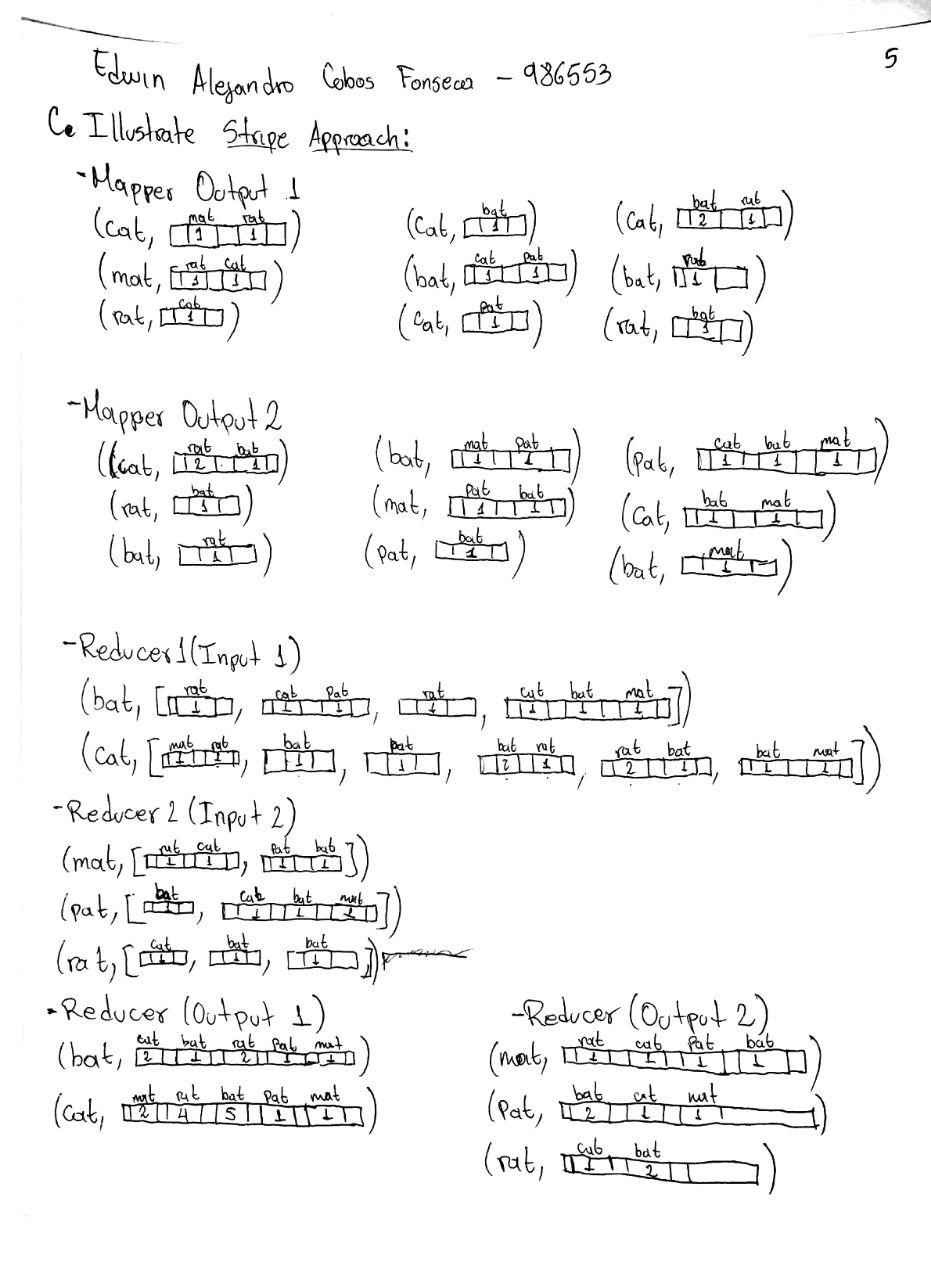 Edwin Alejandro Cobos Fonseca - 986553
5
C. Illustrate Stripe Approach:
- Mapper Output 1
mat rat bat bat rat
(cat, 1 1) (cat, 1) (cat, 2 1)
rat cat cat pat rat
(mat, 1 1) (bat, 1 1) (bat, 1)
cat pat bat
(rat, 1) (cat, 1) (rat, 1)
- Mapper Output 2
rat bat mat pat cat bat mat
((cat, 2 1) (bat, 1 1) (pat, 1 1 1)
bat pat bat bat mat
(rat, 1) (mat, 1 1) (cat, 1 1)
rat bat mat
(bat, 1) (pat, 1) (bat, 1)
- Reducer 1 (Input 1)
rat cat pat rat cat bat mat
(bat, [1, 1 1, 1, 1 1 1])
mat rat bat pat bat rat rat bat bat mat
(cat, [1 1, 1, 1, 2 1, 2 1, 1 1])
- Reducer 2 (Input 2)
rat cat pat bat
(mat, [1 1, 1 1])
bat cat bat mat
(pat, [1, 1 1 1])
cat bat bat
(rat, [1, 1, 1])
- Reducer (Output 1) - Reducer (Output 2)
cat bat rat pat mat rat cat pat bat
(bat, 2 1 2 1 1) (mat, 1 1 1 1)
mat rat bat pat mat bat cat mat
(cat, 2 4 5 1 1) (pat, 2 1 1)
cat bat
(rat, 1 2)